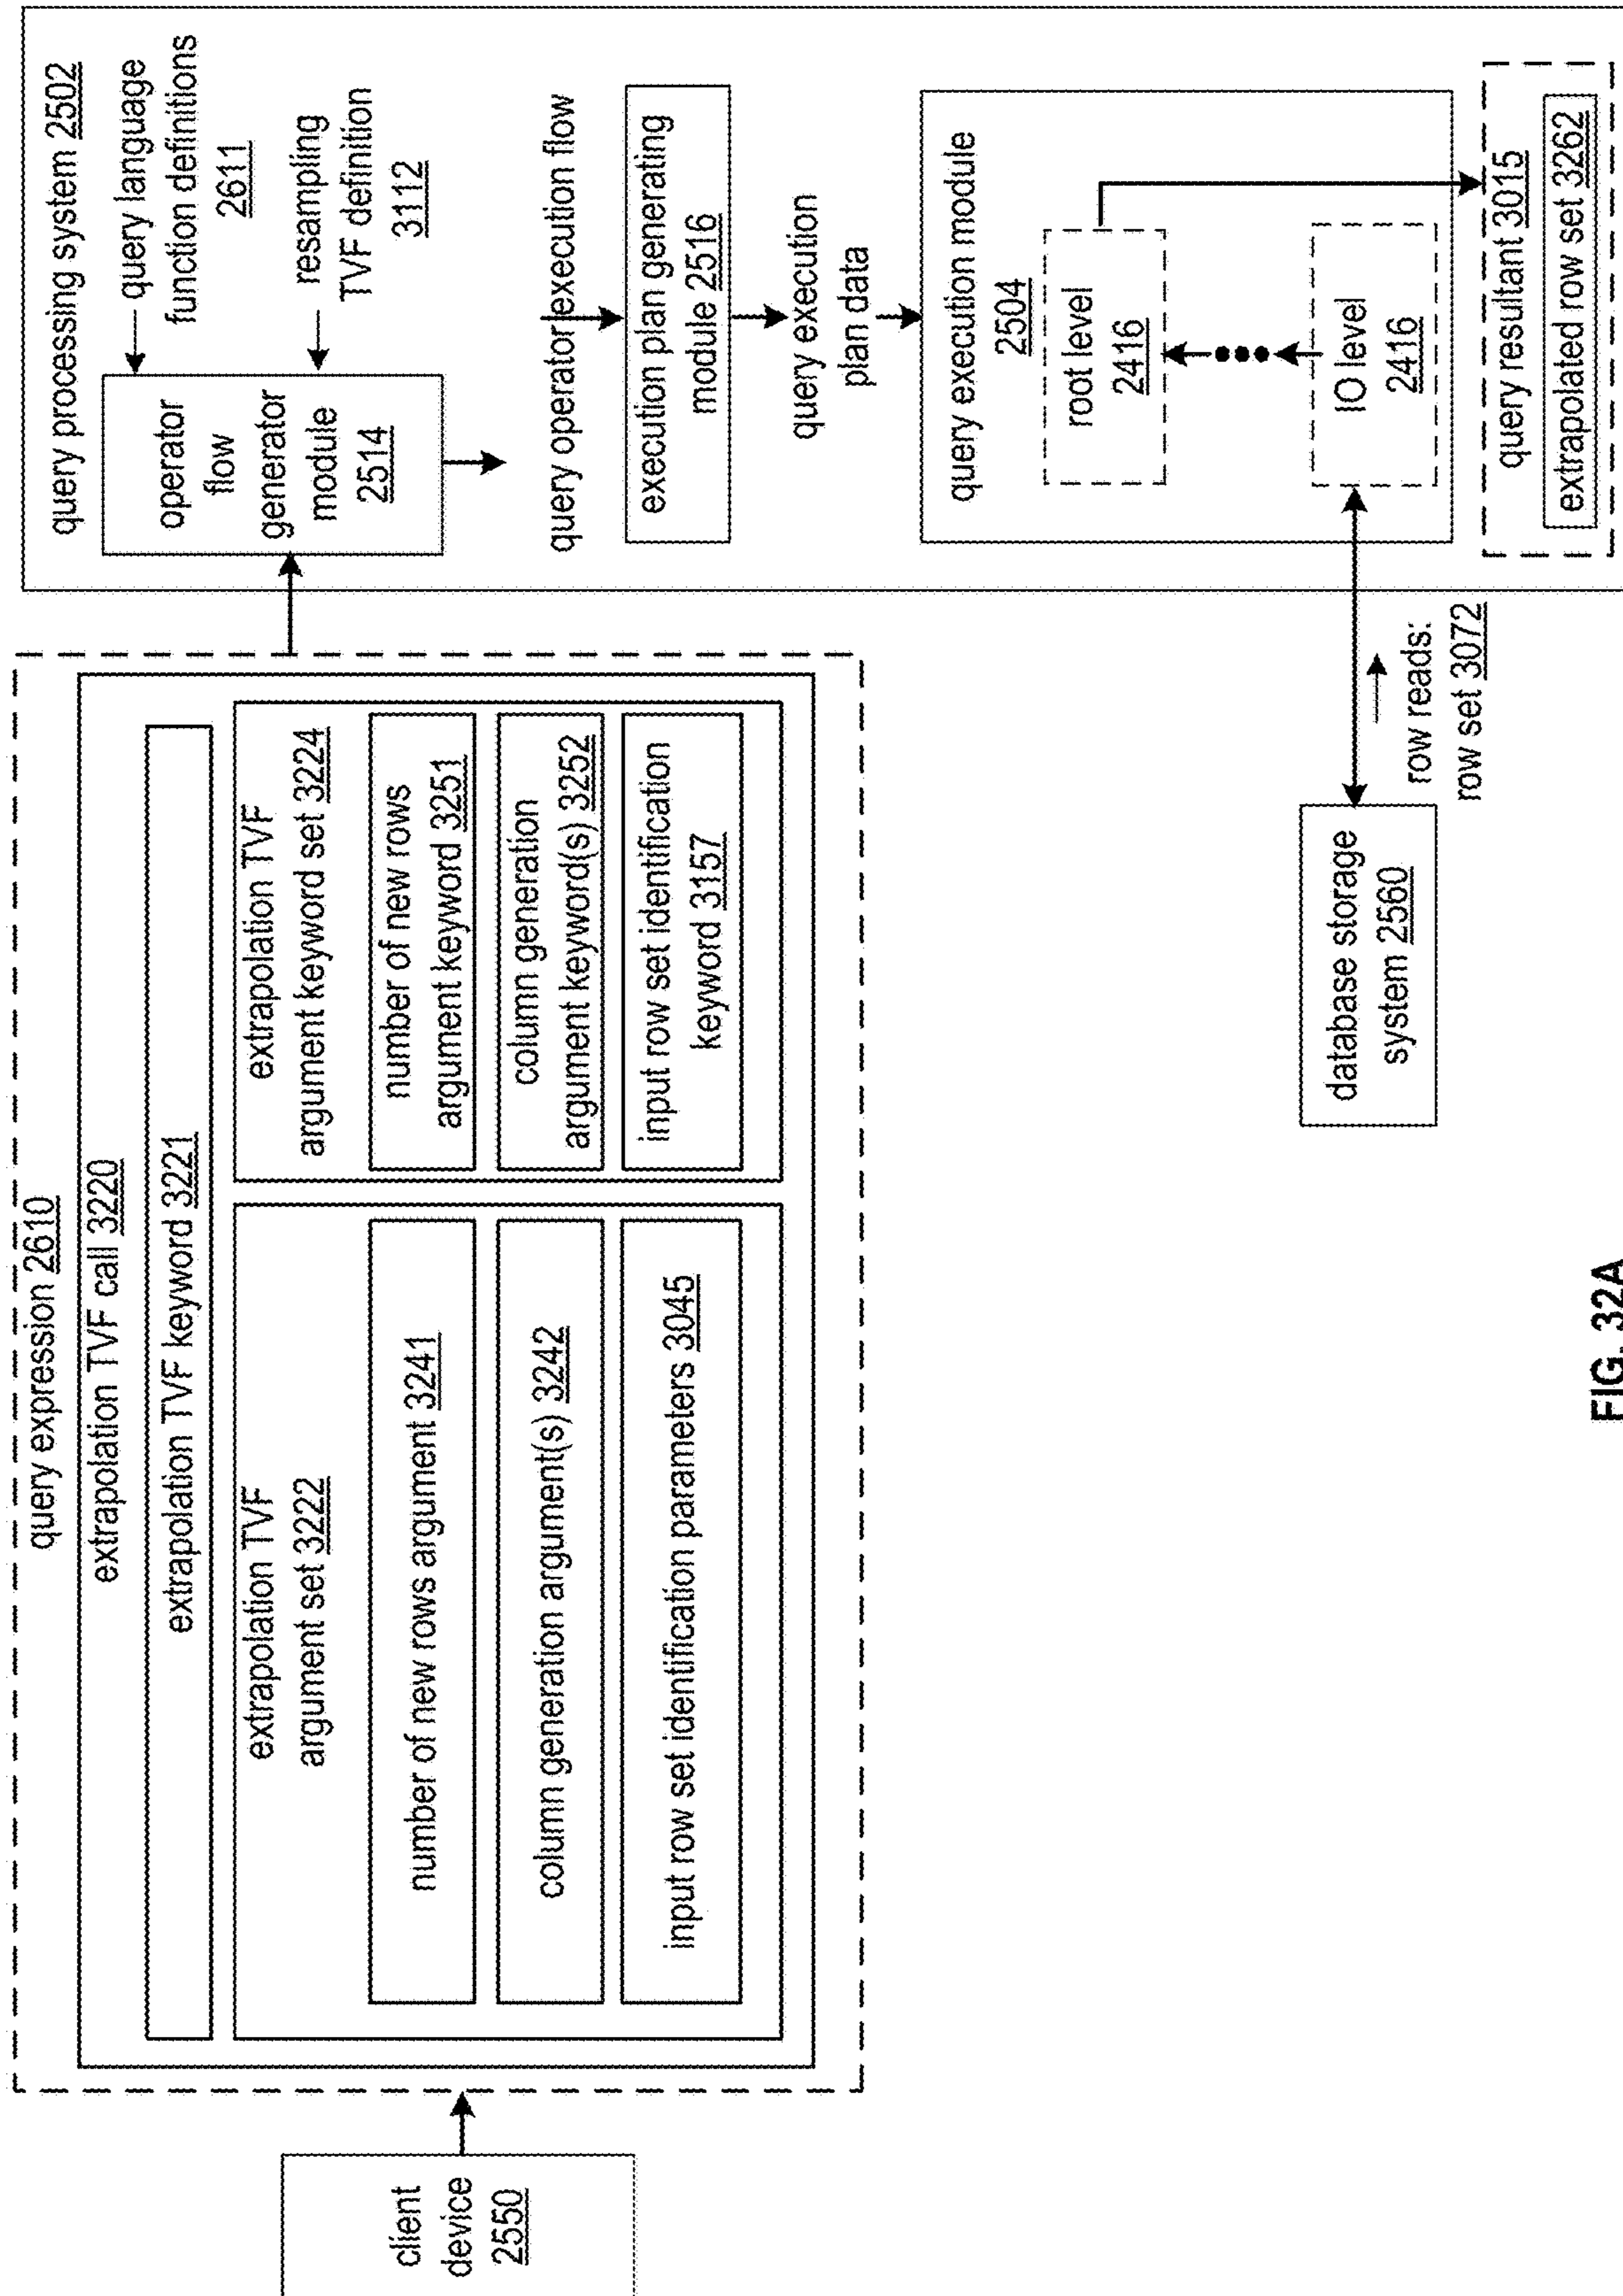 client
device
2550
query expression 2610
extrapolation TVF call 3220
extrapolation TVF keyword 3221
extrapolation TVF
argument set 3222
number of new rows argument 3241
column generation argument(s) 3242
input row set identification parameters 3045
extrapolation TVF
argument keyword set 3224
number of new rows
argument keyword 3251
column generation
argument keyword(s) 3252
input row set identification
keyword 3157
query processing system 2502
operator
flow
generator
module
2514
query language
function definitions
2611
resampling
TVF definition
3112
query operator execution flow
execution plan generating
module 2516
query execution
plan data
query execution module
2504
root level
2416
IO level
2416
query resultant 3015
extrapolated row set 3262
database storage
system 2560
row reads:
row set 3072
FIG. 32A